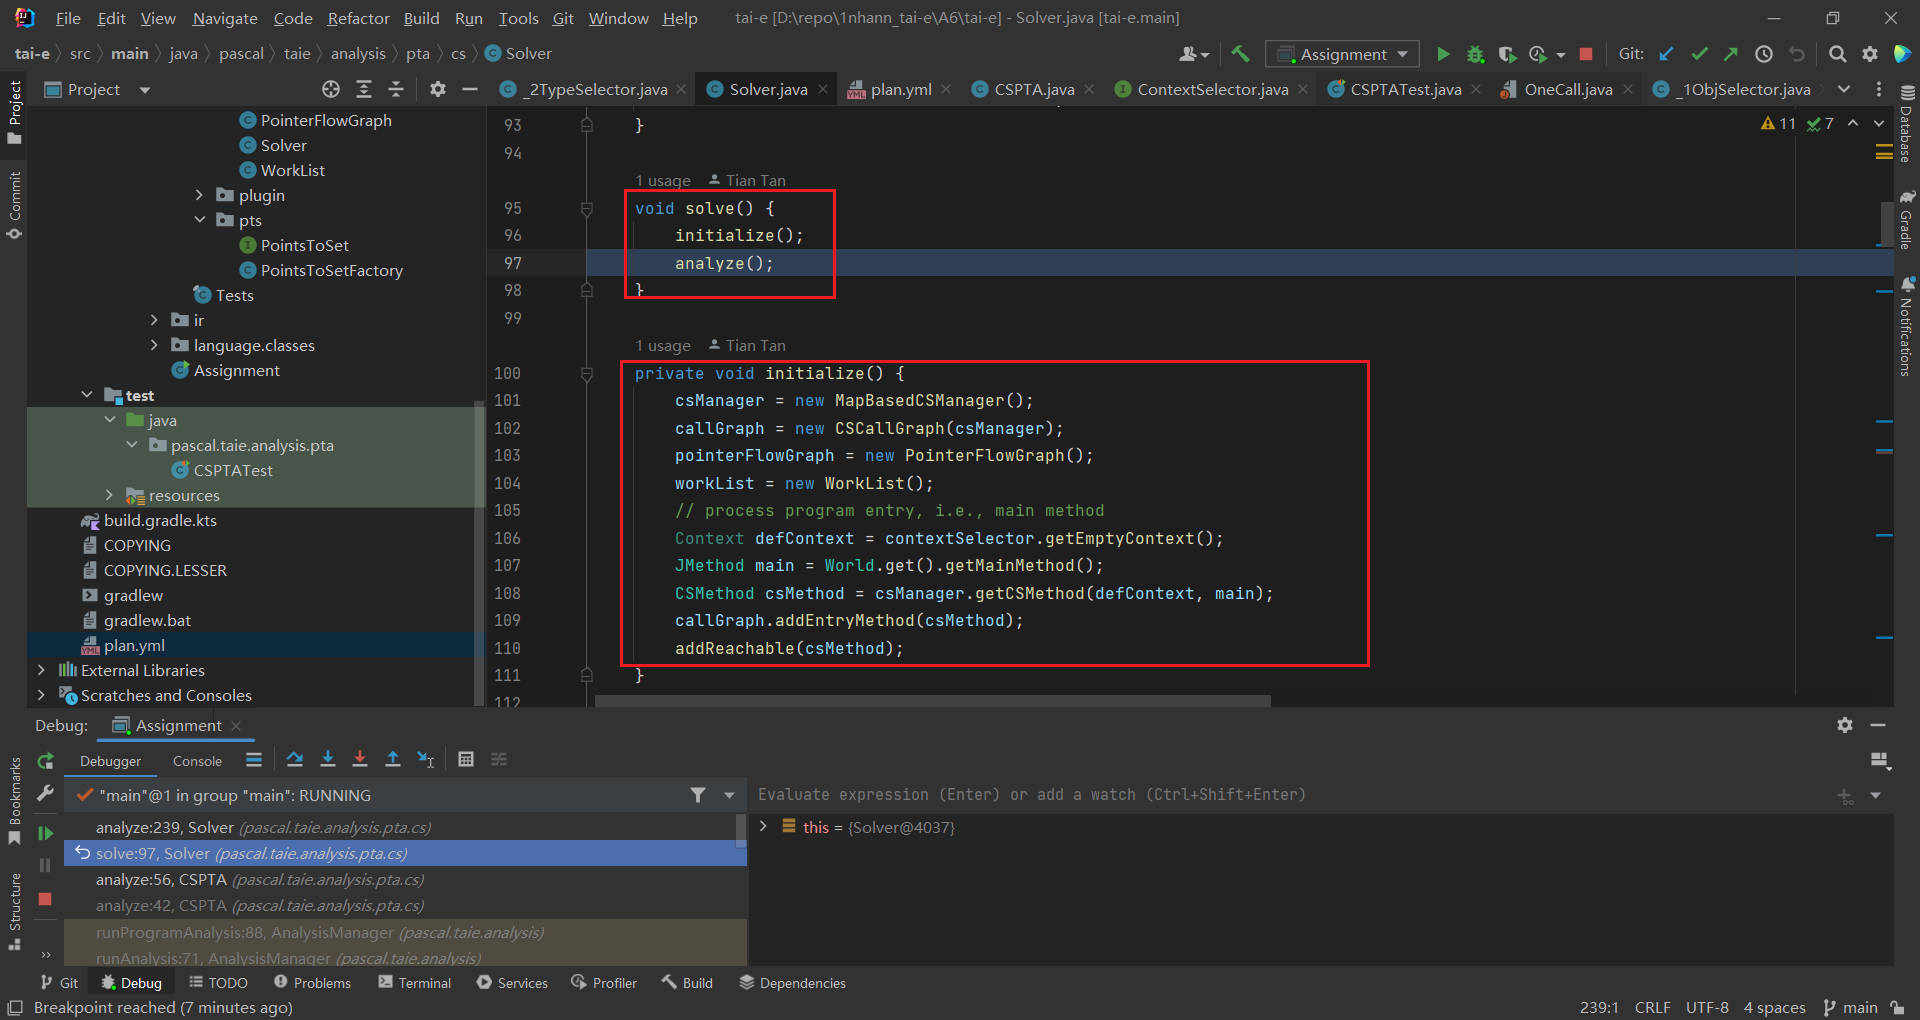 File Edit View Navigate Code Refactor Build Run Tools Git Window Help tai-e [D:\repo\1nhann_tai-e\A6\tai-e] - Solver.java [tai-e.main]
tai-e src main java pascal taie analysis pta cs Solver Assignment Git:
Project
_2TypeSelector.java Solver.java plan.yml CSPTA.java ContextSelector.java CSPTATest.java OneCall.java _1ObjSelector.java
Project
Commit
PointerFlowGraph
Solver
WorkList
plugin
pts
PointsToSet
PointsToSetFactory
Tests
ir
language.classes
Assignment
test
java
pascal.taie.analysis.pta
CSPTATest
resources
build.gradle.kts
COPYING
COPYING.LESSER
gradlew
gradlew.bat
plan.yml
External Libraries
Scratches and Consoles
11 7
93 }
94
1 usage Tian Tan
95 void solve() {
96 initialize();
97 analyze();
98 }
99
1 usage Tian Tan
100 private void initialize() {
101 csManager = new MapBasedCSManager();
102 callGraph = new CSCallGraph(csManager);
103 pointerFlowGraph = new PointerFlowGraph();
104 workList = new WorkList();
105 // process program entry, i.e., main method
106 Context defContext = contextSelector.getEmptyContext();
107 JMethod main = World.get().getMainMethod();
108 CSMethod csMethod = csManager.getCSMethod(defContext, main);
109 callGraph.addEntryMethod(csMethod);
110 addReachable(csMethod);
111 }
112
Database
Gradle
Notifications
Debug: Assignment
Debugger Console
"main"@1 in group "main": RUNNING
analyze:239, Solver (pascal.taie.analysis.pta.cs)
solve:97, Solver (pascal.taie.analysis.pta.cs)
analyze:56, CSPTA (pascal.taie.analysis.pta.cs)
analyze:42, CSPTA (pascal.taie.analysis.pta.cs)
runProgramAnalysis:88, AnalysisManager (pascal.taie.analysis)
runAnalysis:71, AnalysisManager (pascal.taie.analysis)
Evaluate expression (Enter) or add a watch (Ctrl+Shift+Enter)
this = {Solver@4037}
Bookmarks
Structure
Git Debug TODO Problems Terminal Services Profiler Build Dependencies
Breakpoint reached (7 minutes ago) 239:1 CRLF UTF-8 4 spaces main